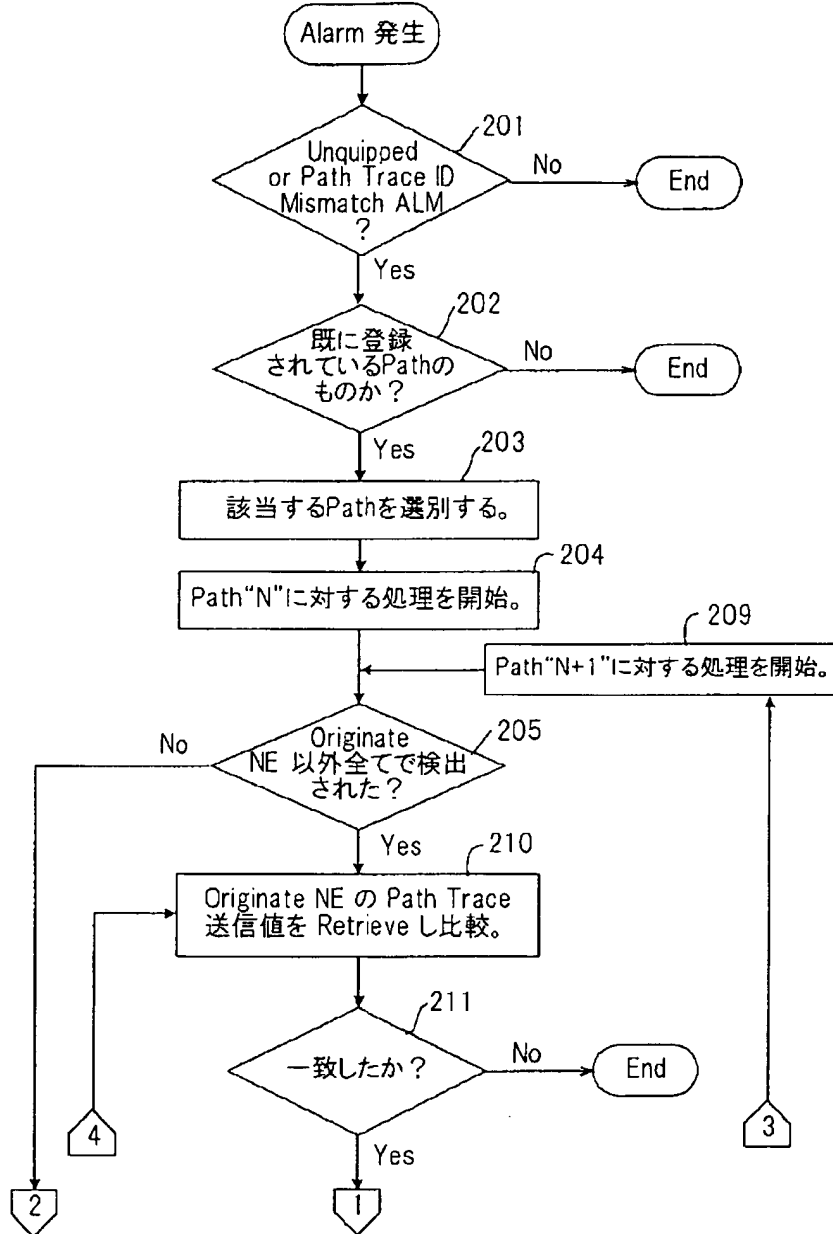 Alarm 発生
201
Unquipped
or Path Trace ID
Mismatch ALM
?
No
End
Yes
202
既に登録
されているPathの
ものか?
No
End
Yes
203
該当するPathを選別する。
204
Path“N”に対する処理を開始。
209
Path“N+1”に対する処理を開始。
205
Originate
NE 以外全てで検出
された?
No
Yes
210
Originate NE の Path Trace
送信値を Retrieve し比較。
211
一致したか?
No
End
Yes
4
3
2
1